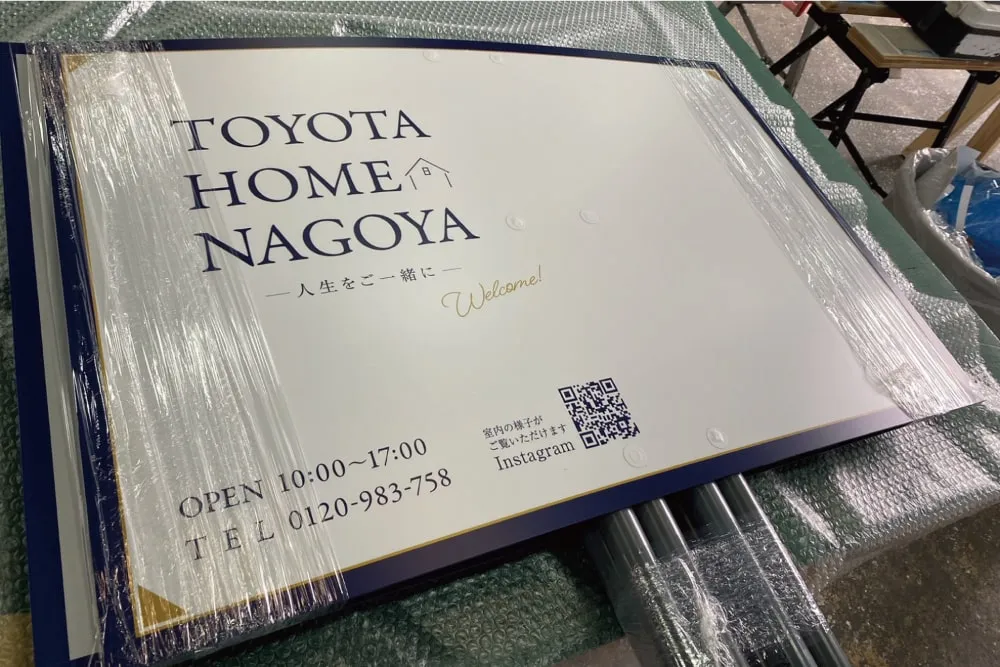 TOYOTA
HOME
NAGOYA
―人生をご一緒に―
Welcome!
OPEN 10:00～17:00
TEL 0120-983-758
室内の様子が
ご覧いただけます
Instagram